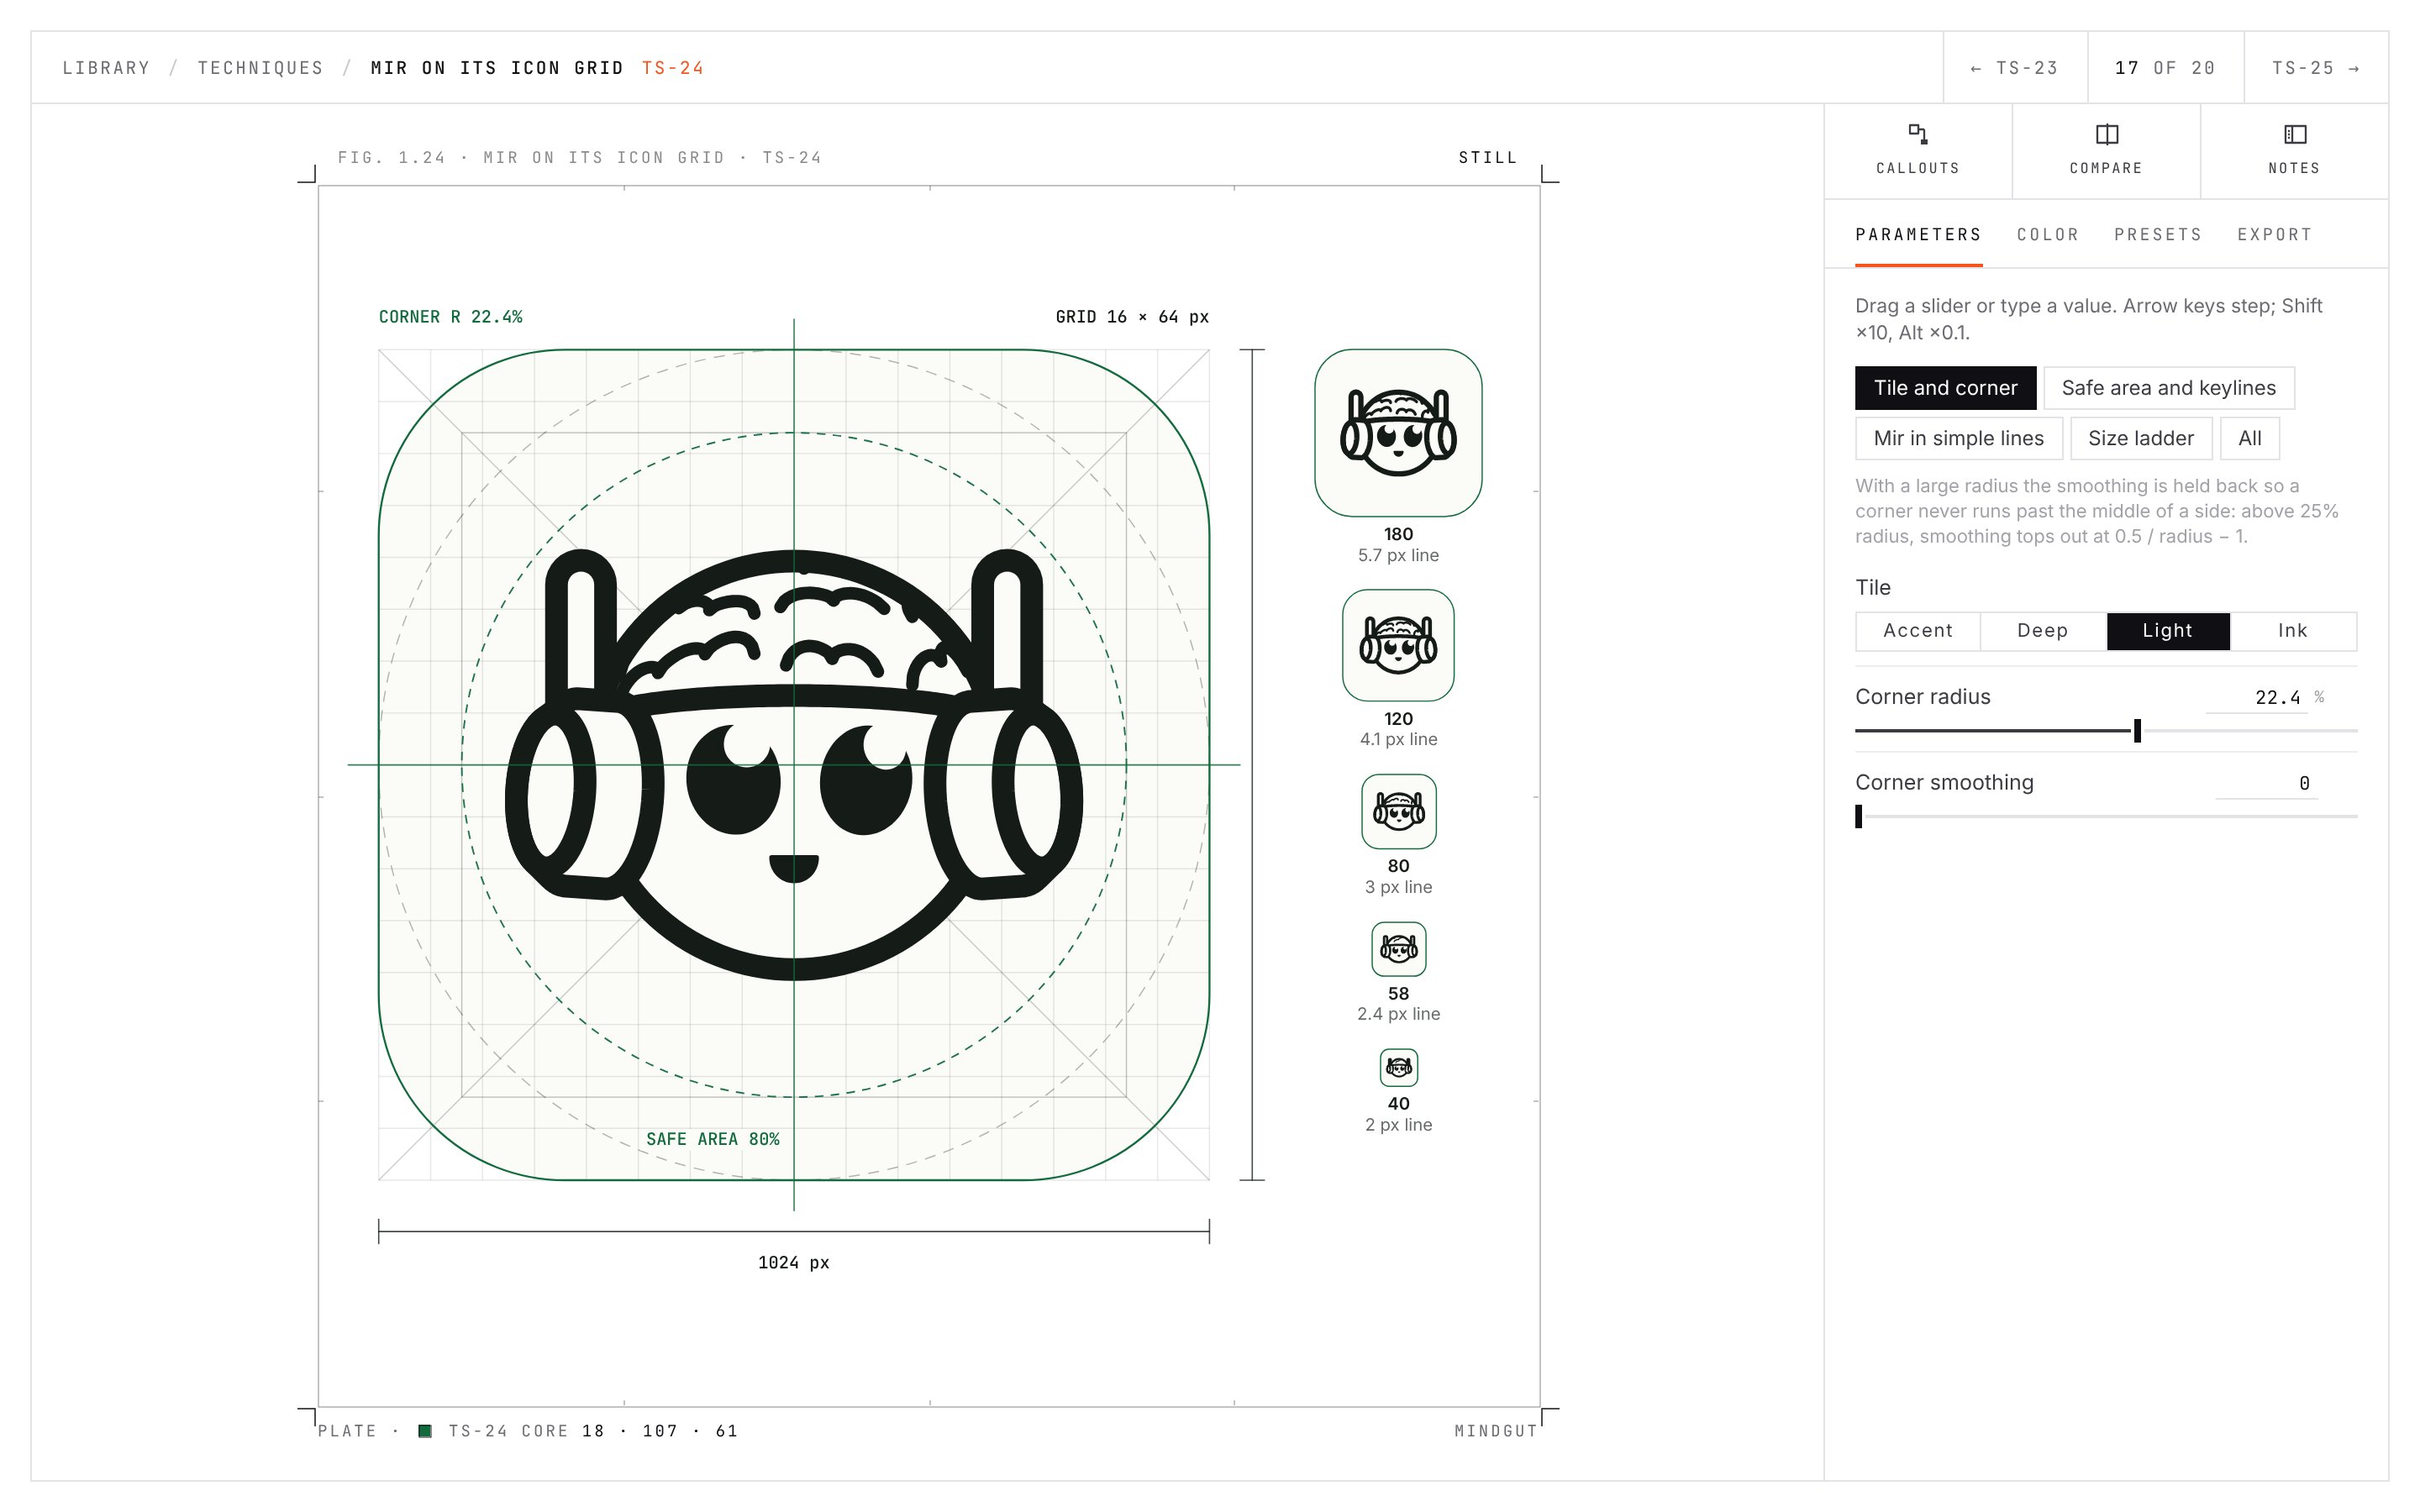 LIBRARY / TECHNIQUES / MIR ON ITS ICON GRID TS-24
← TS-23
17 OF 20
TS-25 →
FIG. 1.24 · MIR ON ITS ICON GRID · TS-24
STILL
CORNER R 22.4%
GRID 16 × 64 px
SAFE AREA 80%
1024 px
180
5.7 px line
120
4.1 px line
80
3 px line
58
2.4 px line
40
2 px line
PLATE · TS-24 CORE 18 · 107 · 61
MINDGUT
CALLOUTS
COMPARE
NOTES
PARAMETERS COLOR PRESETS EXPORT
Drag a slider or type a value. Arrow keys step; Shift
×10, Alt ×0.1.
Tile and corner Safe area and keylines
Mir in simple lines Size ladder All
With a large radius the smoothing is held back so a
corner never runs past the middle of a side: above 25%
radius, smoothing tops out at 0.5 / radius − 1.
Tile
Accent Deep Light Ink
Corner radius 22.4 %
Corner smoothing 0